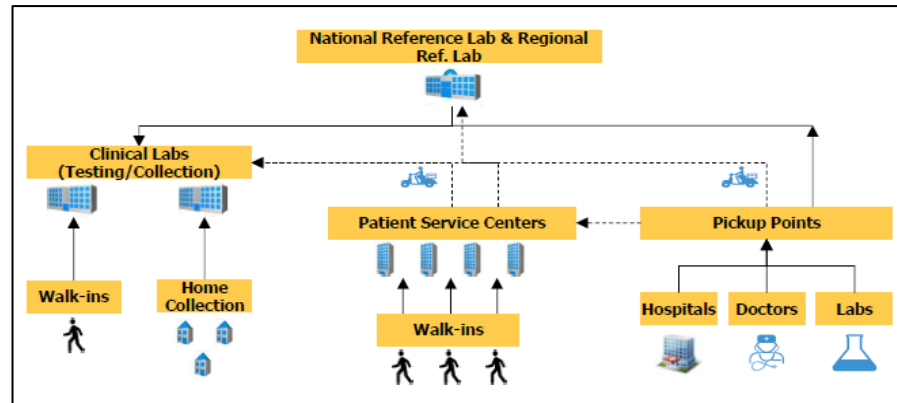 National Reference Lab & Regional
Ref. Lab
Clinical Labs
(Testing/Collection)
Patient Service Centers
Pickup Points
Walk-ins
Home
Collection
Walk-ins
Hospitals
Doctors
Labs